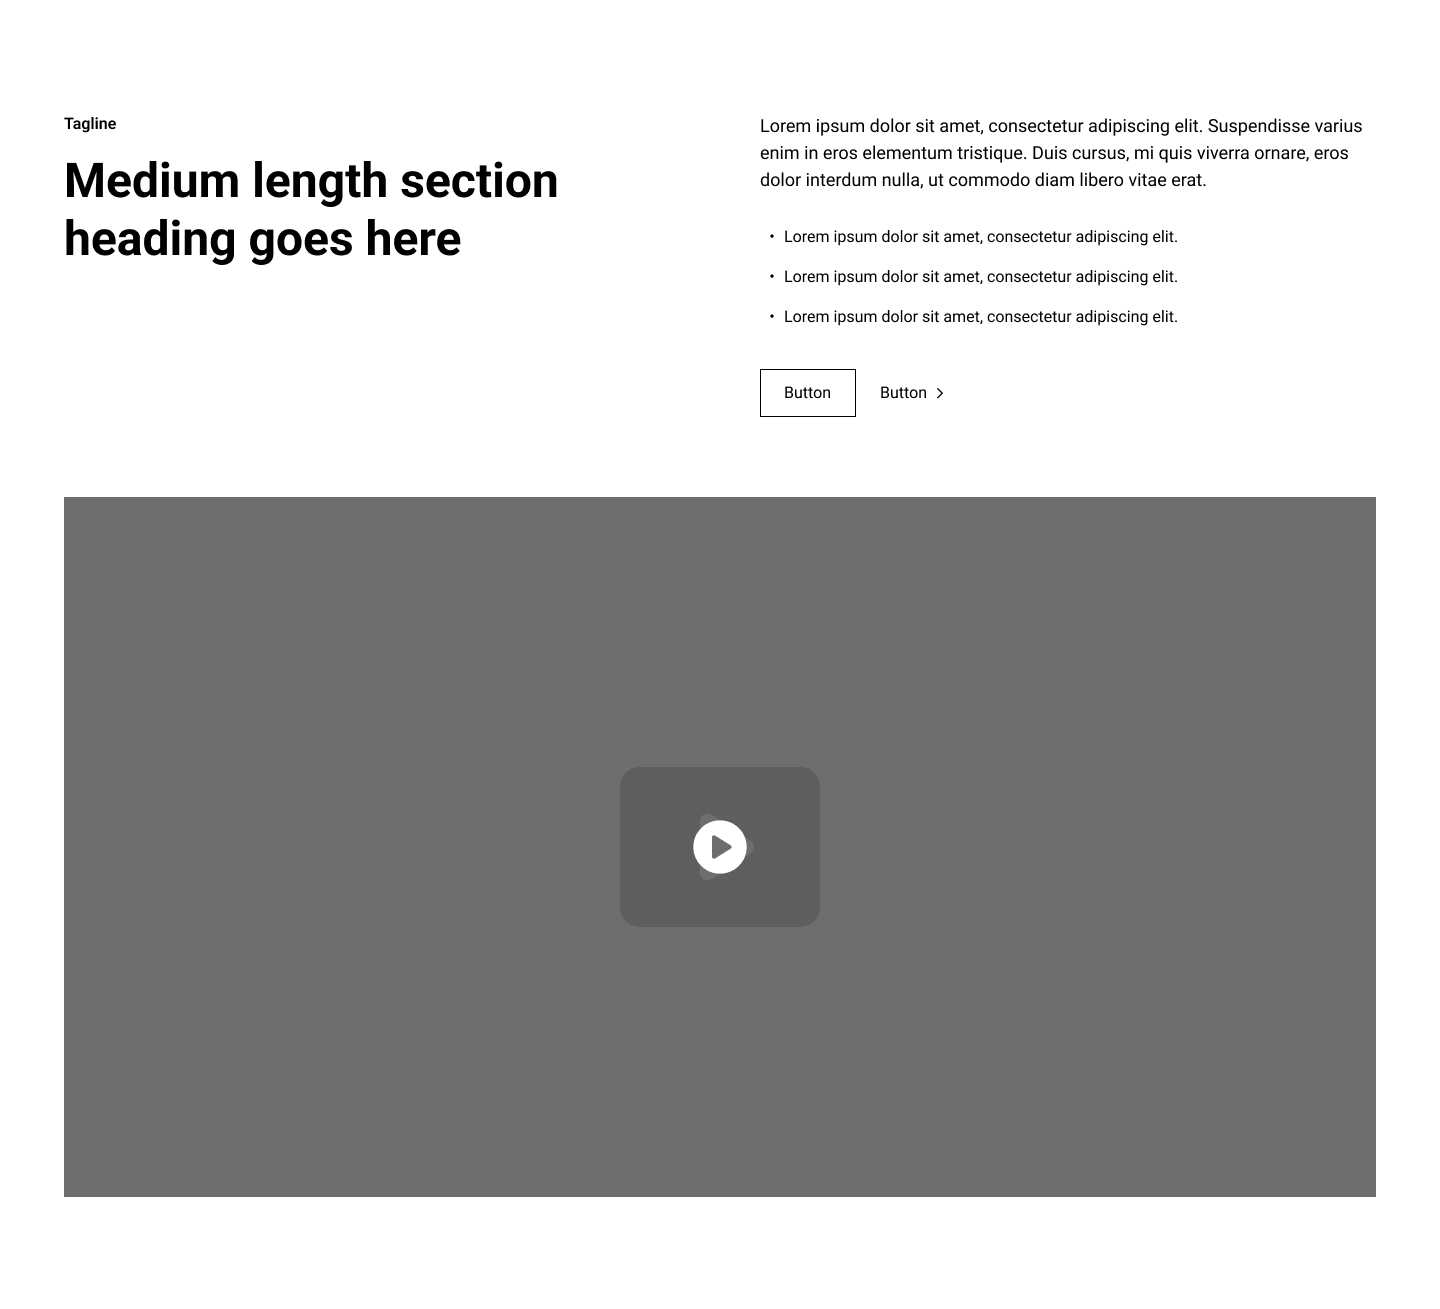 Tagline
Medium length section
heading goes here
Lorem ipsum dolor sit amet, consectetur adipiscing elit. Suspendisse varius
enim in eros elementum tristique. Duis cursus, mi quis viverra ornare, eros
dolor interdum nulla, ut commodo diam libero vitae erat.
• Lorem ipsum dolor sit amet, consectetur adipiscing elit.
• Lorem ipsum dolor sit amet, consectetur adipiscing elit.
• Lorem ipsum dolor sit amet, consectetur adipiscing elit.
Button
Button